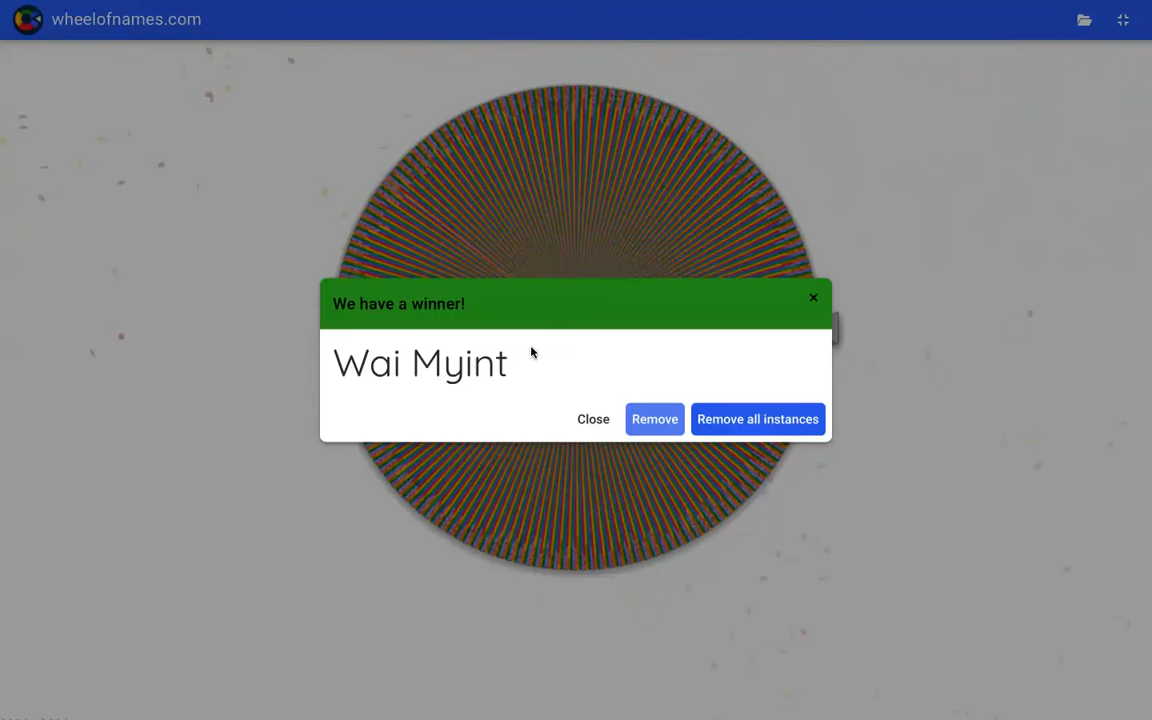 wheelofnames.com
We have a winner!
×
Wai Myint
Close Remove Remove all instances